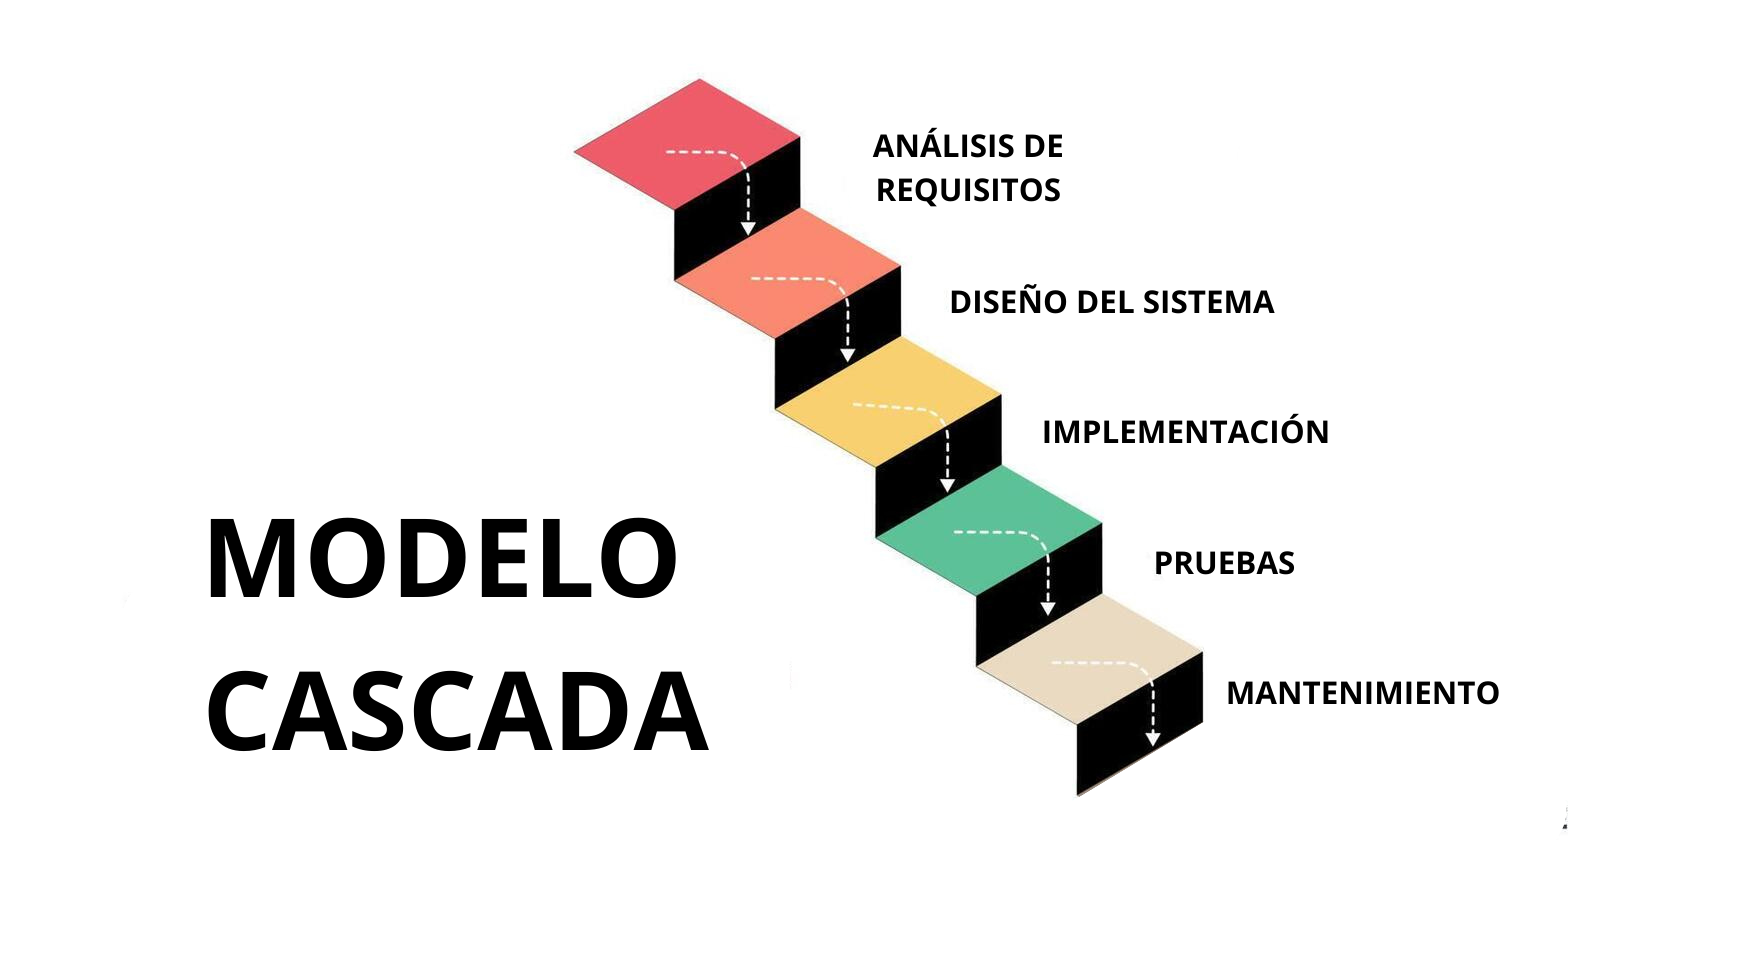 ANÁLISIS DE
REQUISITOS
DISEÑO DEL SISTEMA
IMPLEMENTACIÓN
PRUEBAS
MANTENIMIENTO
MODELO
CASCADA